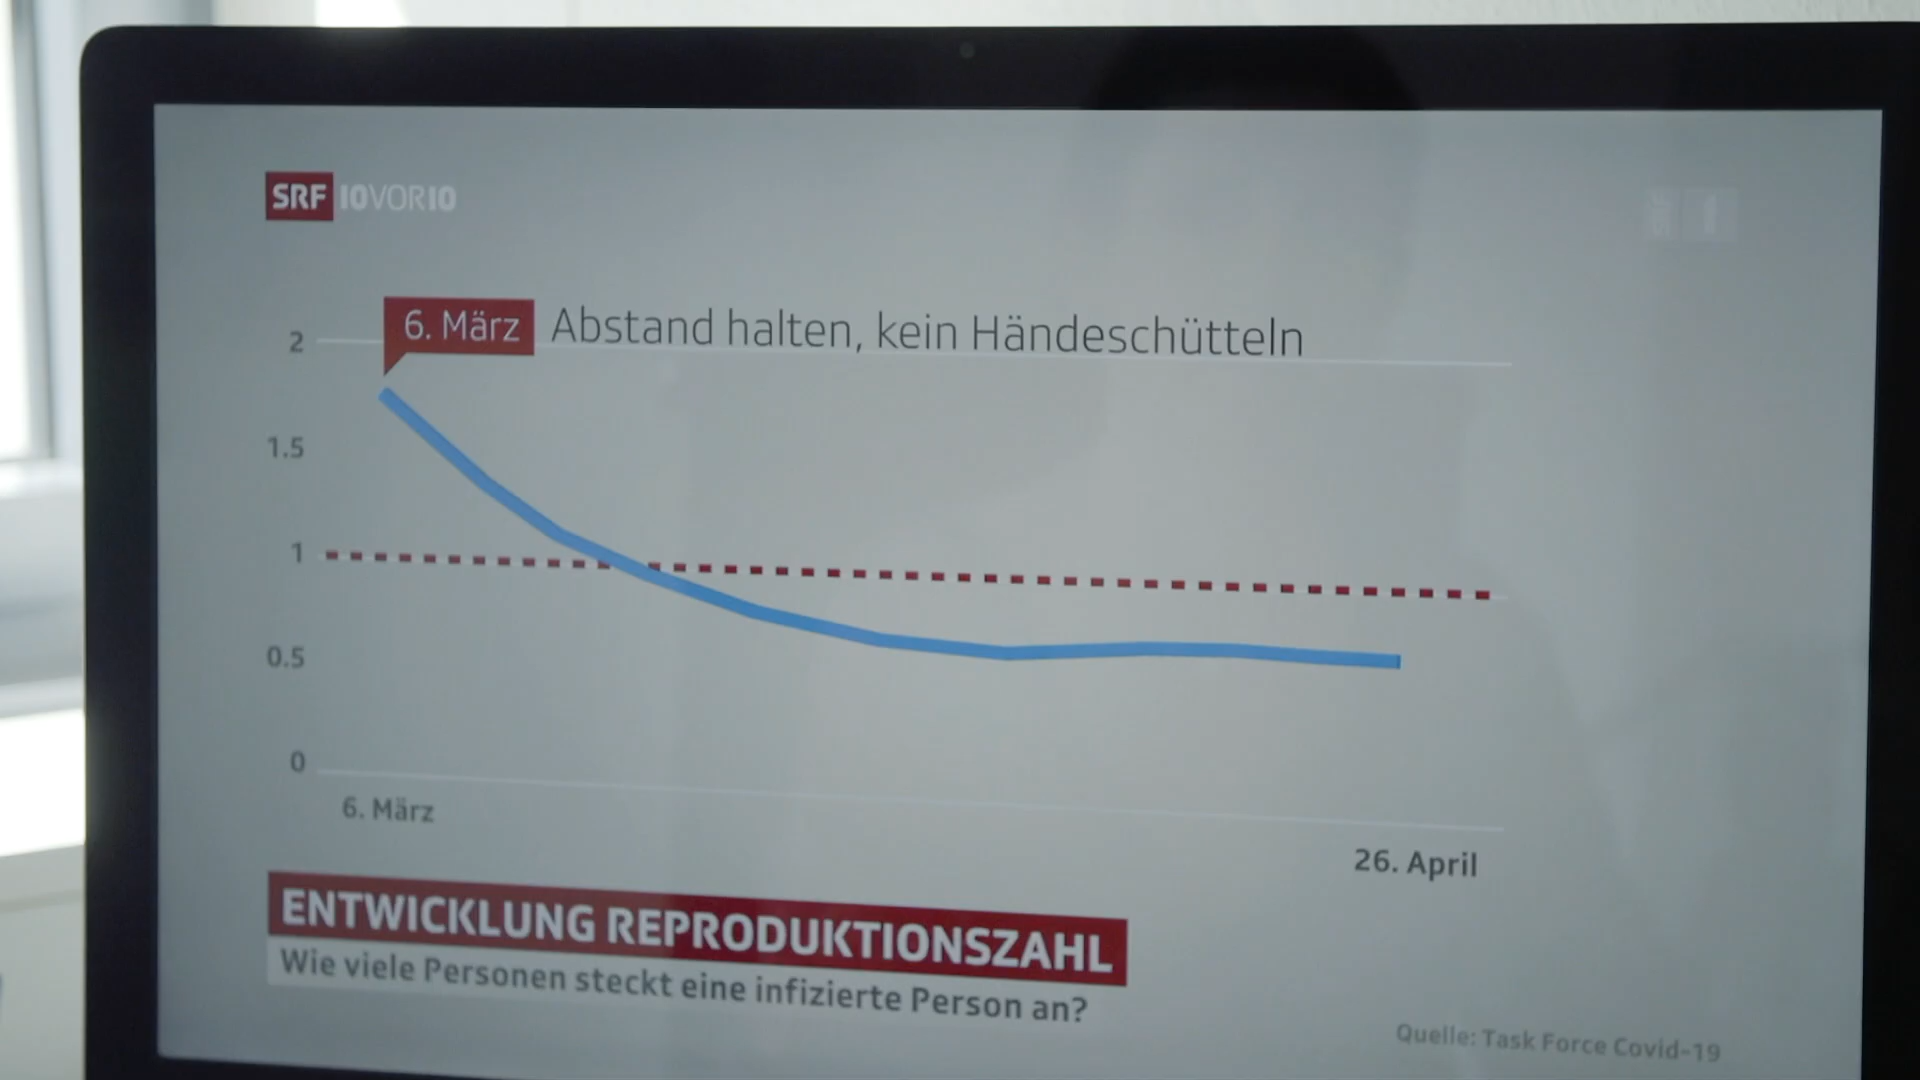 SRF 10VOR10
6. März Abstand halten, kein Händeschütteln
2
1.5
1
0.5
0
6. März
26. April
ENTWICKLUNG REPRODUKTIONSZAHL
Wie viele Personen steckt eine infizierte Person an?
Quelle: Task Force Covid-19